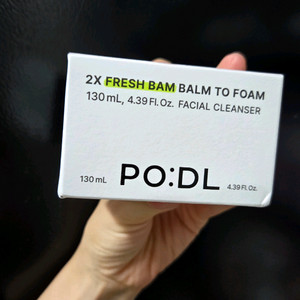 2X FRESH BAM BALM TO FOAM
130 mL, 4.39 Fl. Oz. FACIAL CLEANSER
130 mL PO:DL 4.39 Fl. Oz.